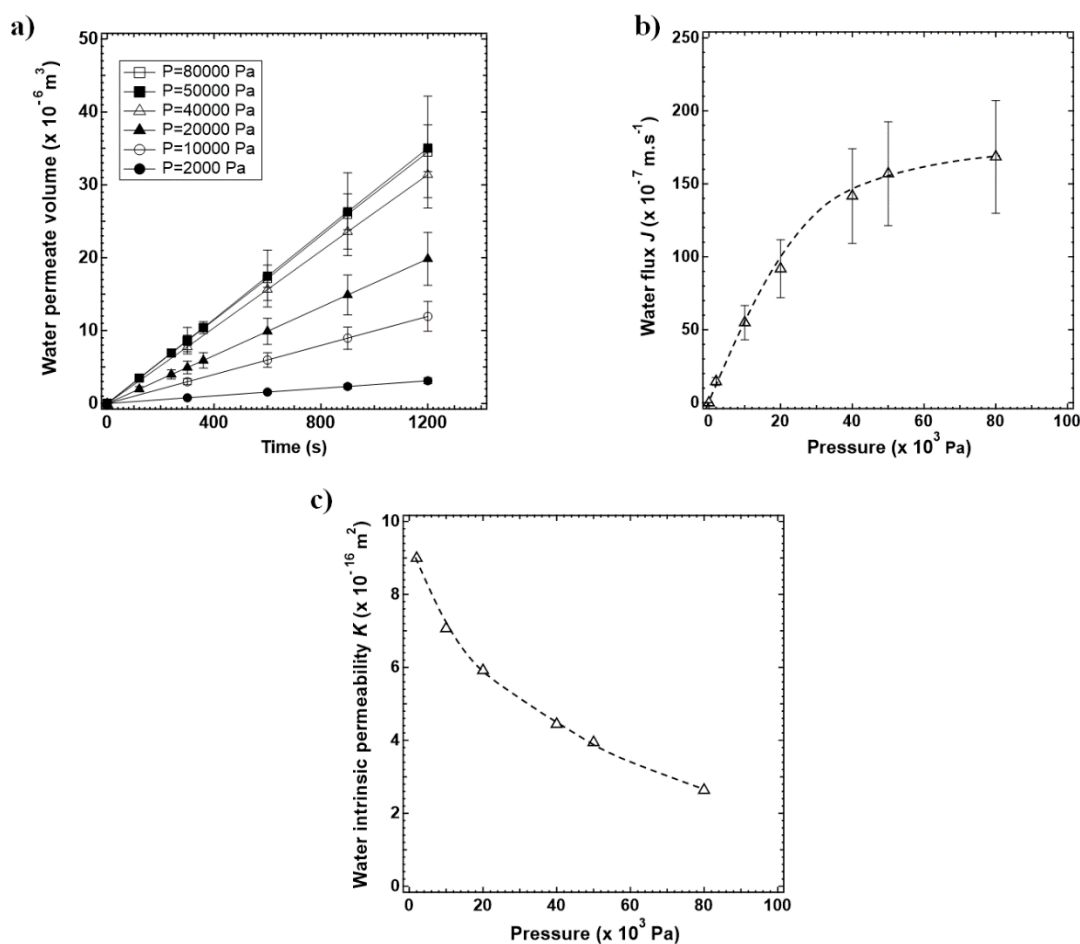 a)
Water permeate volume (x 10⁻⁶ m³)
50
40
30
20
10
0
P=80000 Pa
P=50000 Pa
P=40000 Pa
P=20000 Pa
P=10000 Pa
P=2000 Pa
0 400 800 1200
Time (s)
b)
Water flux J (x 10⁻⁷ m.s⁻¹)
250
200
150
100
50
0
0 20 40 60 80 100
Pressure (x 10³ Pa)
c)
Water intrinsic permeability K (x 10⁻¹⁶ m²)
10
8
6
4
2
0
0 20 40 60 80 100
Pressure (x 10³ Pa)